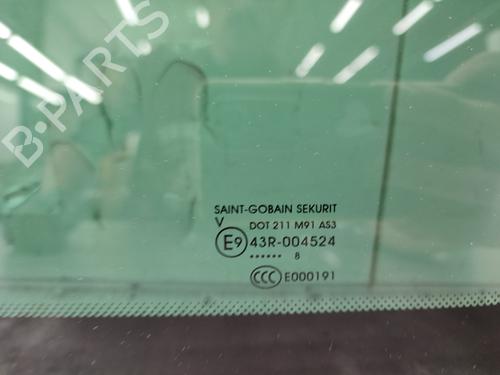 B-PARTS
SAINT-GOBAIN SEKURIT
V DOT 211 M91 AS3
E9 43R-004524
...... 8
CCC E000191